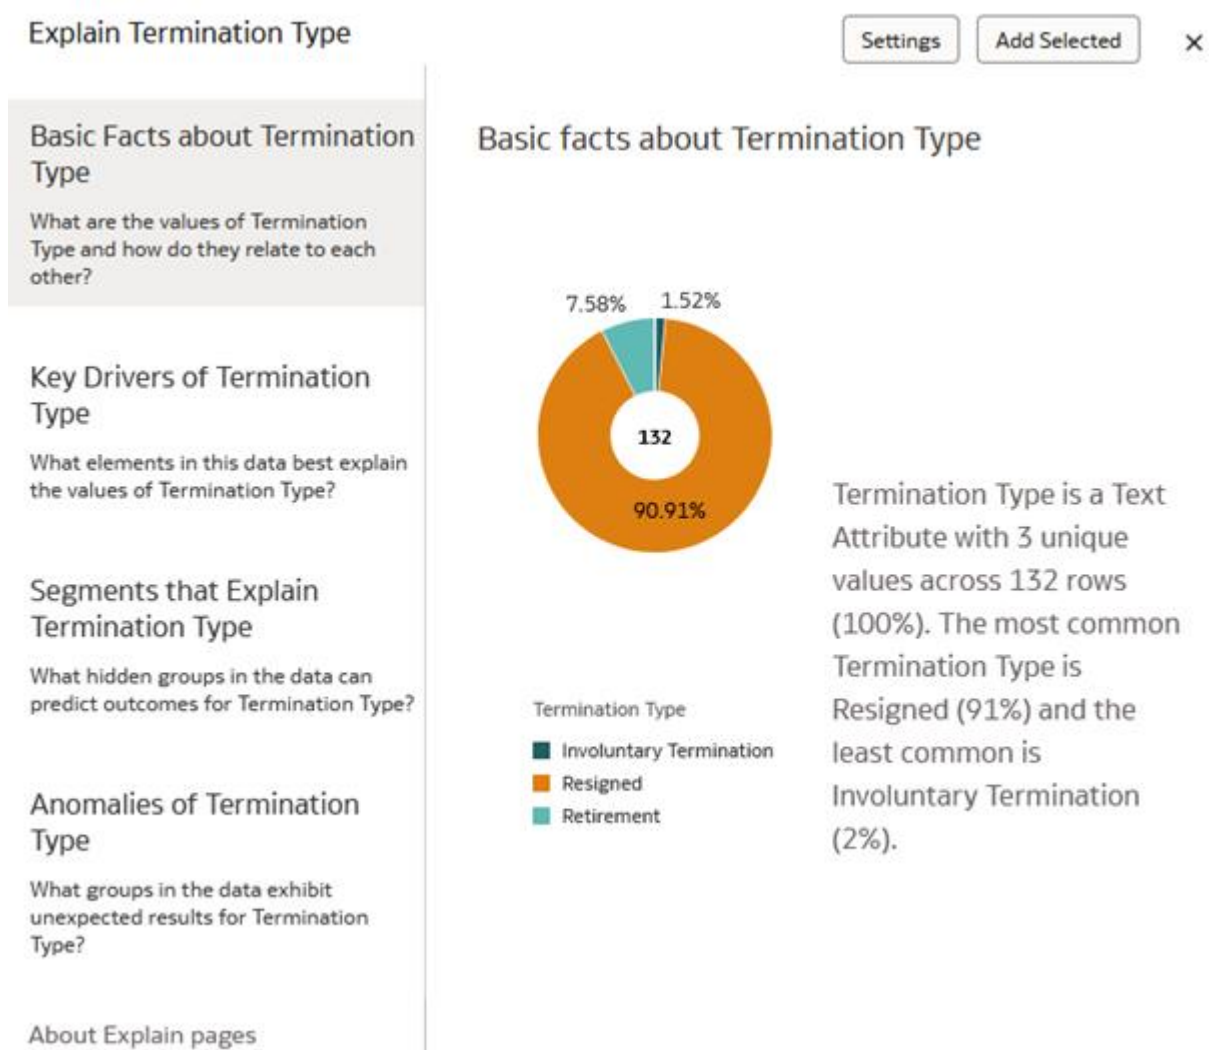 Explain Termination Type
Settings
Add Selected
Basic Facts about Termination
Type
What are the values of Termination
Type and how do they relate to each
other?
Key Drivers of Termination
Type
What elements in this data best explain
the values of Termination Type?
Segments that Explain
Termination Type
What hidden groups in the data can
predict outcomes for Termination Type?
Anomalies of Termination
Type
What groups in the data exhibit
unexpected results for Termination
Type?
About Explain pages
Basic facts about Termination Type
7.58%
1.52%
132
90.91%
Termination Type
Involuntary Termination
Resigned
Retirement
Termination Type is a Text
Attribute with 3 unique
values across 132 rows
(100%). The most common
Termination Type is
Resigned (91%) and the
least common is
Involuntary Termination
(2%).